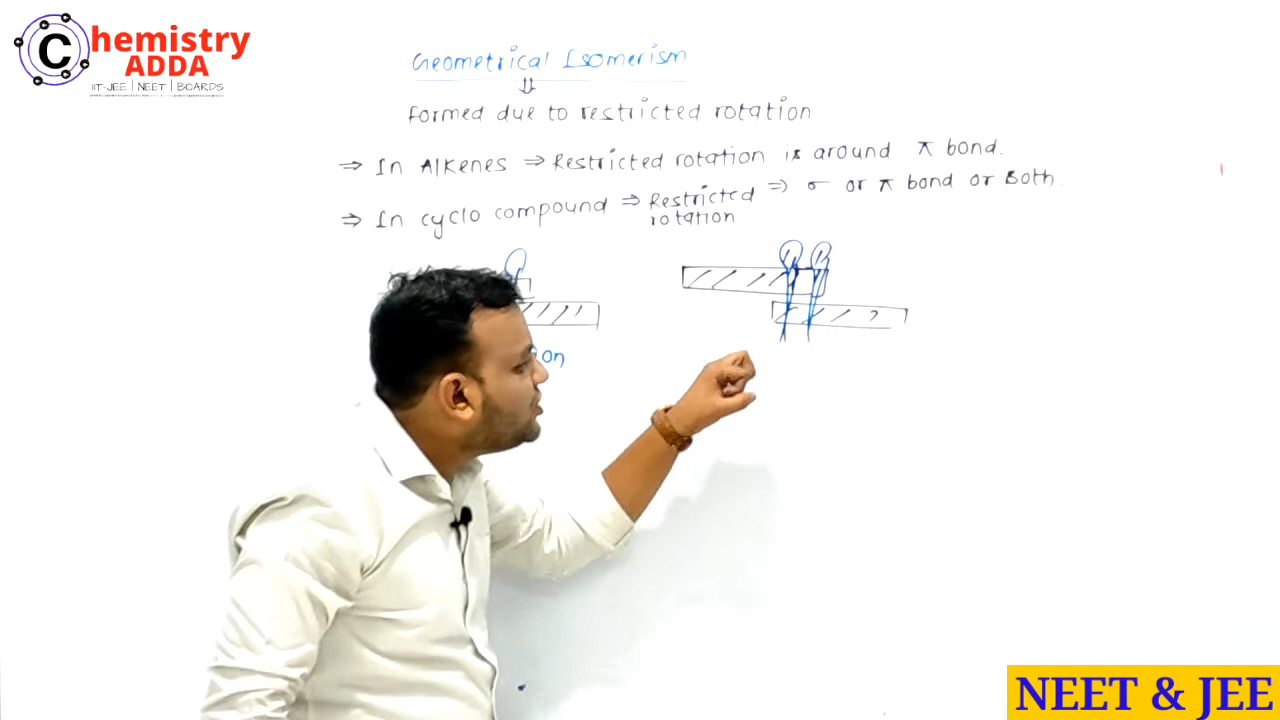 Chemistry
ADDA
IIT-JEE | NEET | BOARDS
Geometrical Isomerism
⇓
Formed due to restricted rotation
⇒ In Alkenes ⇒ Restricted rotation is around π bond.
⇒ In cyclo compound ⇒ Restricted rotation ⇒ σ or π bond or Both.
on
NEET & JEE